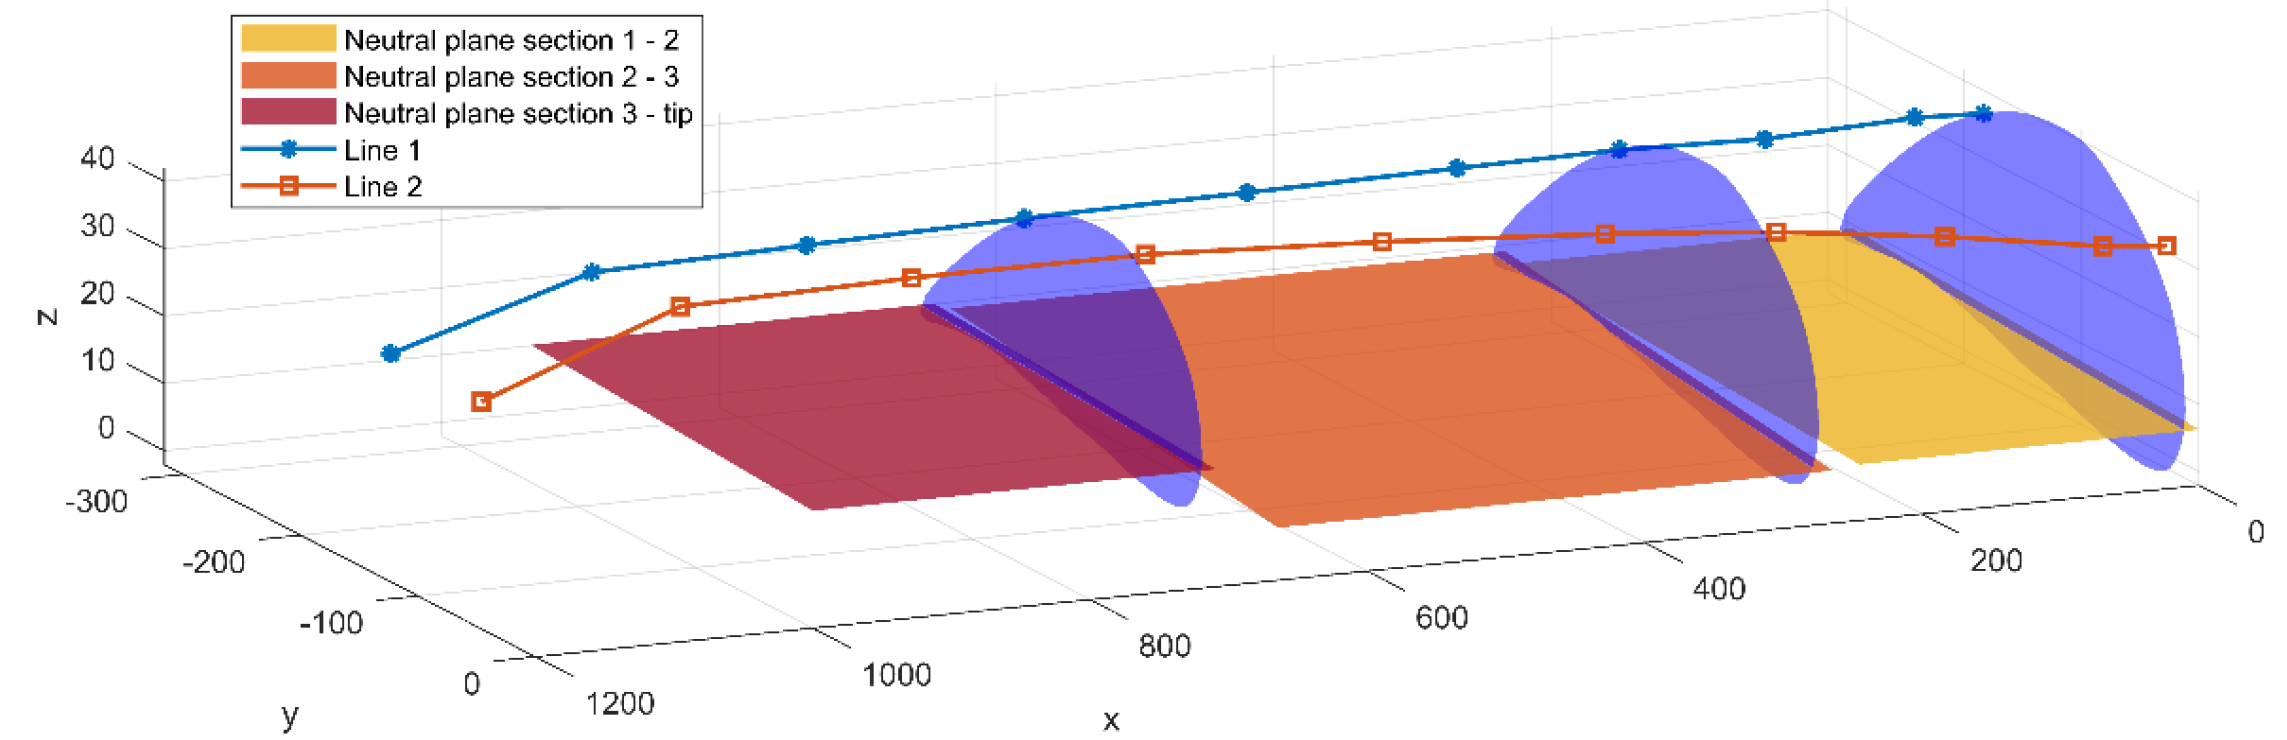 Neutral plane section 1 - 2
Neutral plane section 2 - 3
Neutral plane section 3 - tip
Line 1
Line 2
40
30
20
10
0
z
-300
-200
-100
0
y
1200
1000
800
600
400
200
0
x